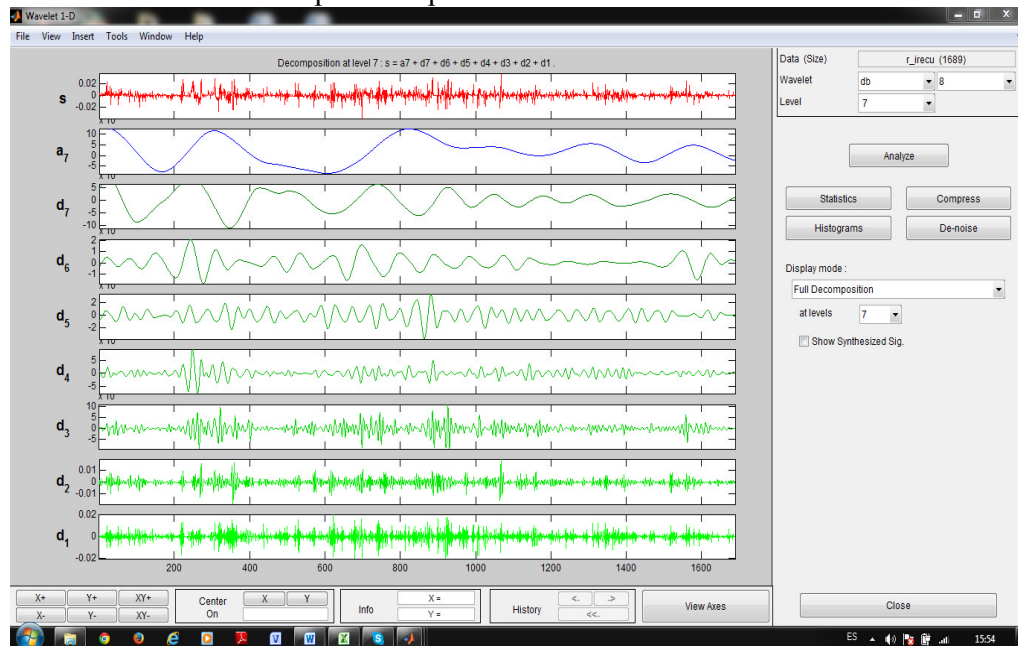 Wavelet 1-D
File View Insert Tools Window Help
Decomposition at level 7 : s = a7 + d7 + d6 + d5 + d4 + d3 + d2 + d1 .
s
0.02
0
-0.02
a7
10
5
0
-5
d7
5
0
-5
-10
d6
2
1
0
-1
d5
2
0
-2
d4
5
0
-5
d3
10
5
0
-5
d2
0.01
0
-0.01
d1
0.02
0
-0.02
200 400 600 800 1000 1200 1400 1600
Data (Size) r_irecu (1689)
Wavelet db 8
Level 7
Analyze
Statistics Compress
Histograms De-noise
Display mode :
Full Decomposition
at levels 7
Show Synthesized Sig.
X+ Y+ XY+
X- Y- XY-
Center On X Y
Info X = Y =
History <- -> <<-
View Axes
Close
ES 15:54